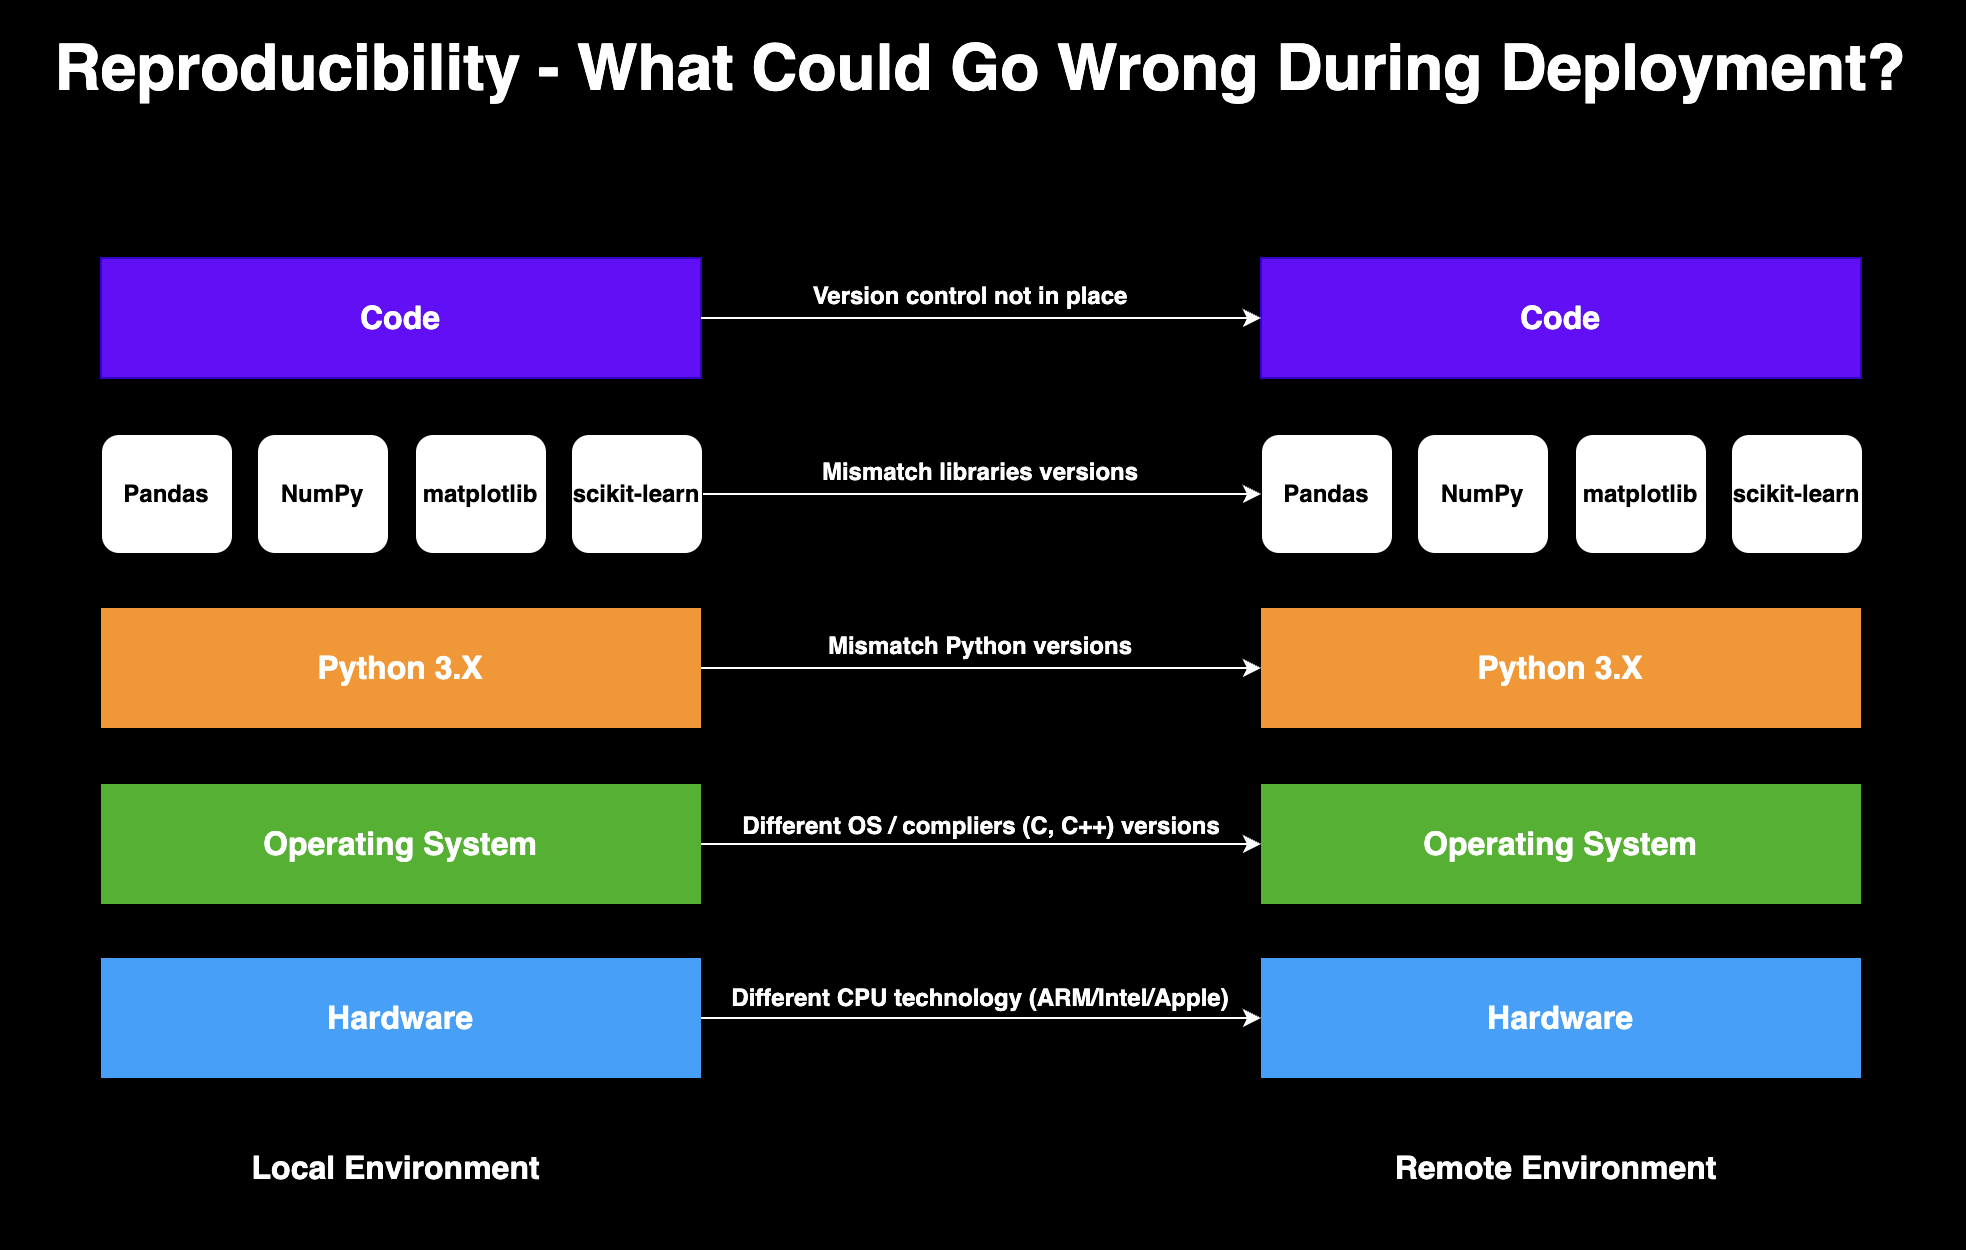 Reproducibility - What Could Go Wrong During Deployment?
Code
Version control not in place
Code
Pandas
NumPy
matplotlib
scikit-learn
Mismatch libraries versions
Pandas
NumPy
matplotlib
scikit-learn
Python 3.X
Mismatch Python versions
Python 3.X
Operating System
Different OS / compliers (C, C++) versions
Operating System
Hardware
Different CPU technology (ARM/Intel/Apple)
Hardware
Local Environment
Remote Environment